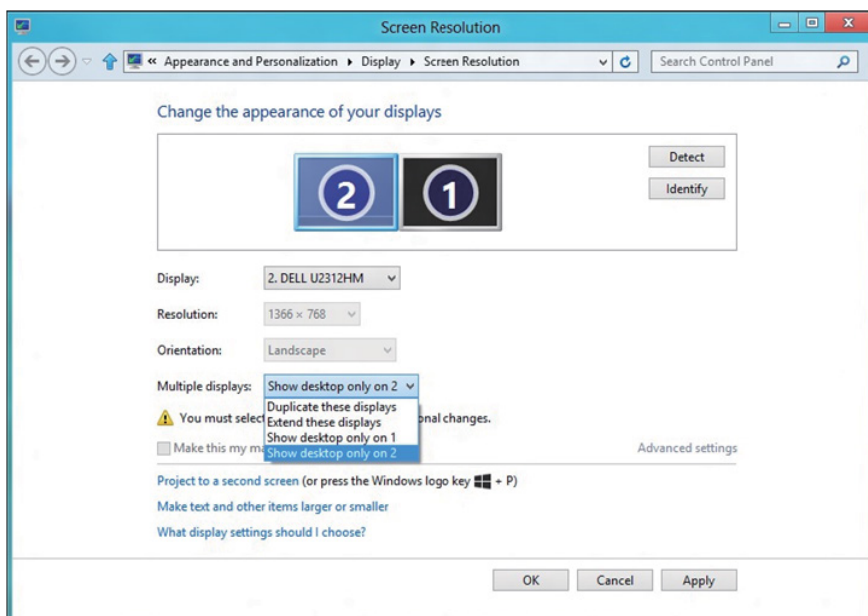 Screen Resolution
« Appearance and Personalization ▸ Display ▸ Screen Resolution
Search Control Panel
Change the appearance of your displays
2 1
Detect
Identify
Display: 2. DELL U2312HM
Resolution: 1366 × 768
Orientation: Landscape
Multiple displays: Show desktop only on 2
Duplicate these displays
You must select
Extend these displays
nal changes.
Show desktop only on 1
Make this my
Show desktop only on 2
Advanced settings
Project to a second screen (or press the Windows logo key + P)
Make text and other items larger or smaller
What display settings should I choose?
OK Cancel Apply